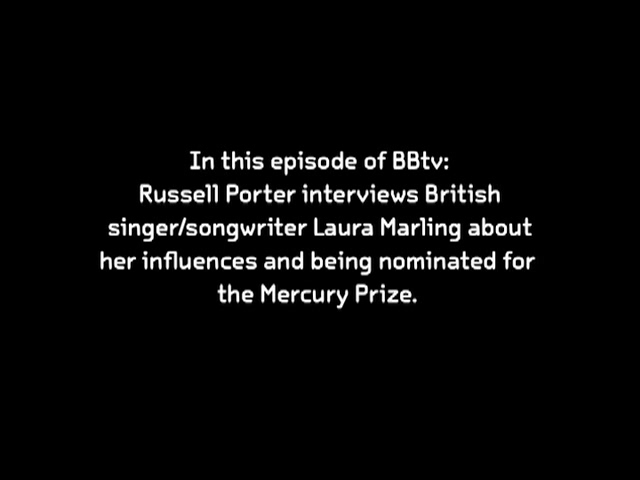 In this episode of BBtv:
Russell Porter interviews British
singer/songwriter Laura Marling about
her influences and being nominated for
the Mercury Prize.